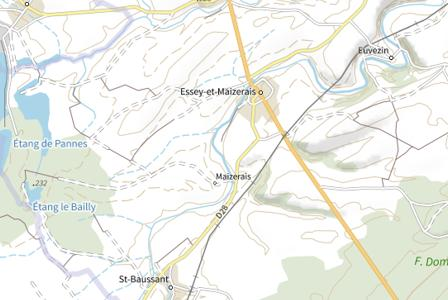 Euvezin
Essey-et-Maizerais
Étang de Pannes
Maizerais
232
Étang le Bailly
D28
F. Dom
St-Baussant